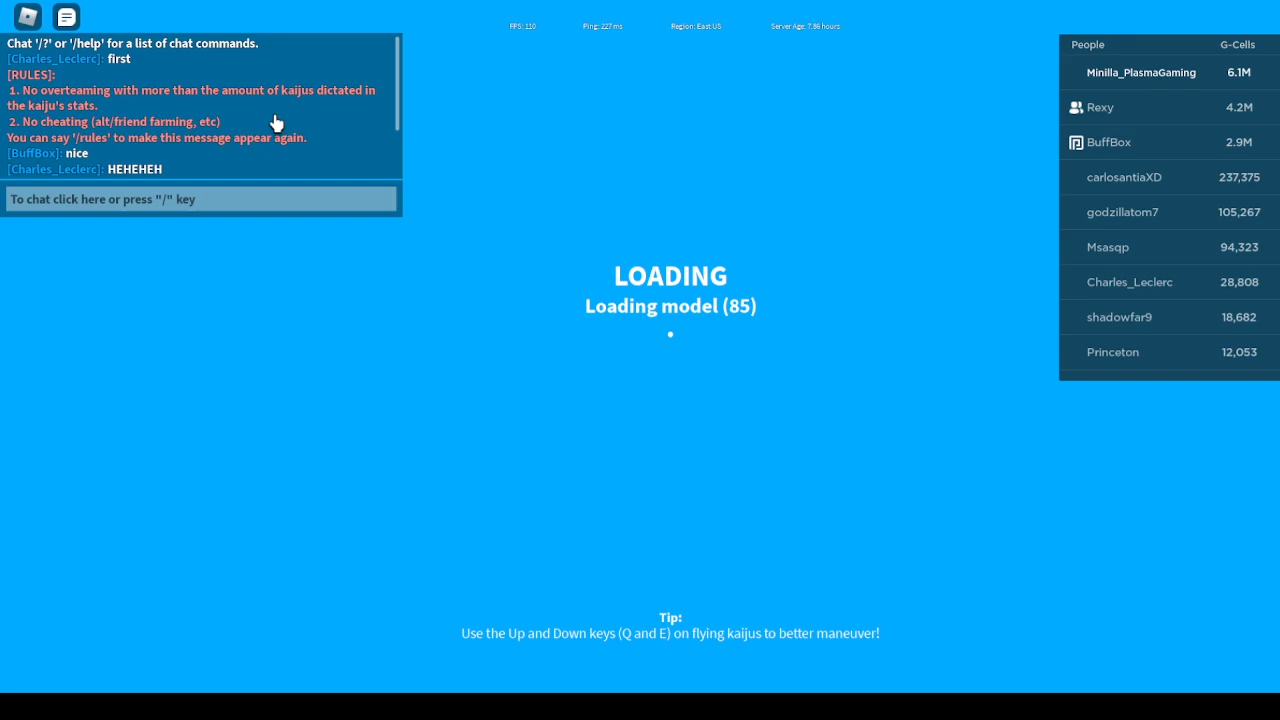 FPS: 110 Ping: 227 ms Region: East US Server Age: 7.86 hours
Chat '/?' or '/help' for a list of chat commands.
[Charles_Leclerc]: first
[RULES]:
1. No overteaming with more than the amount of kaijus dictated in
the kaiju's stats.
2. No cheating (alt/friend farming, etc)
You can say '/rules' to make this message appear again.
[BuffBox]: nice
[Charles_Leclerc]: HEHEHEH
To chat click here or press "/" key
People G-Cells
Minilla_PlasmaGaming 6.1M
Rexy 4.2M
BuffBox 2.9M
carlosantiaXD 237,375
godzillatom7 105,267
Msasqp 94,323
Charles_Leclerc 28,808
shadowfar9 18,682
Princeton 12,053
LOADING
Loading model (85)
Tip:
Use the Up and Down keys (Q and E) on flying kaijus to better maneuver!